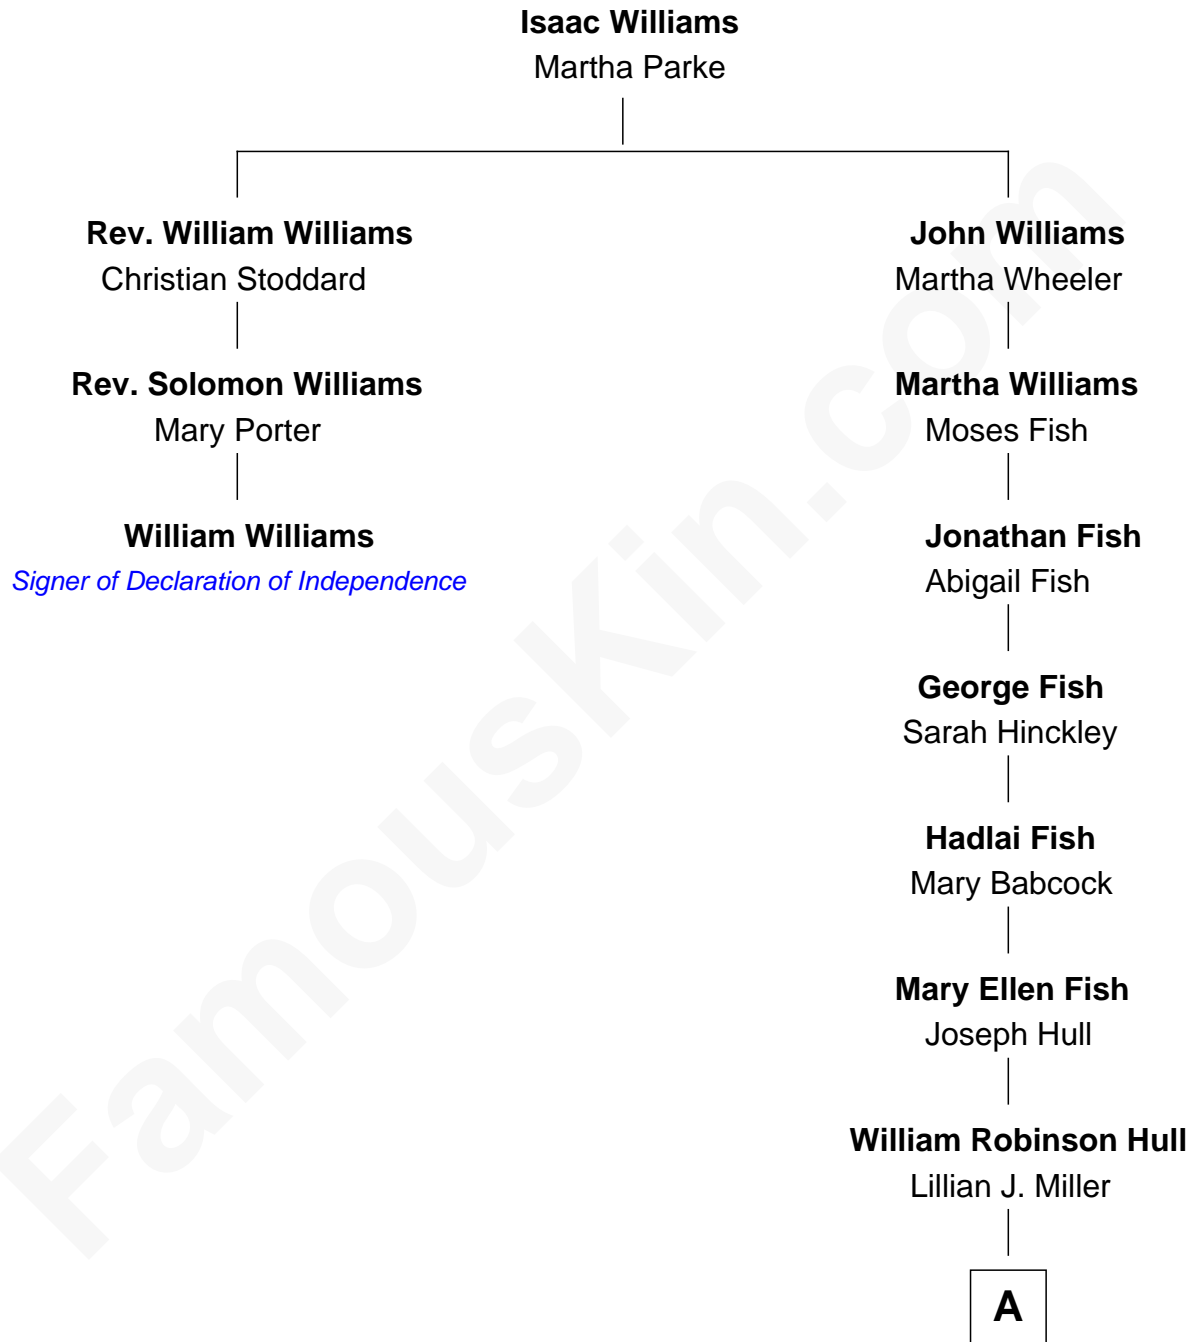 Isaac Williams
Martha Parke
Rev. William Williams
Christian Stoddard
John Williams
Martha Wheeler
Rev. Solomon Williams
Mary Porter
Martha Williams
Moses Fish
William Williams
Signer of Declaration of Independence
Jonathan Fish
Abigail Fish
George Fish
Sarah Hinckley
Hadlai Fish
Mary Babcock
Mary Ellen Fish
Joseph Hull
William Robinson Hull
Lillian J. Miller
A
FamousKin.com